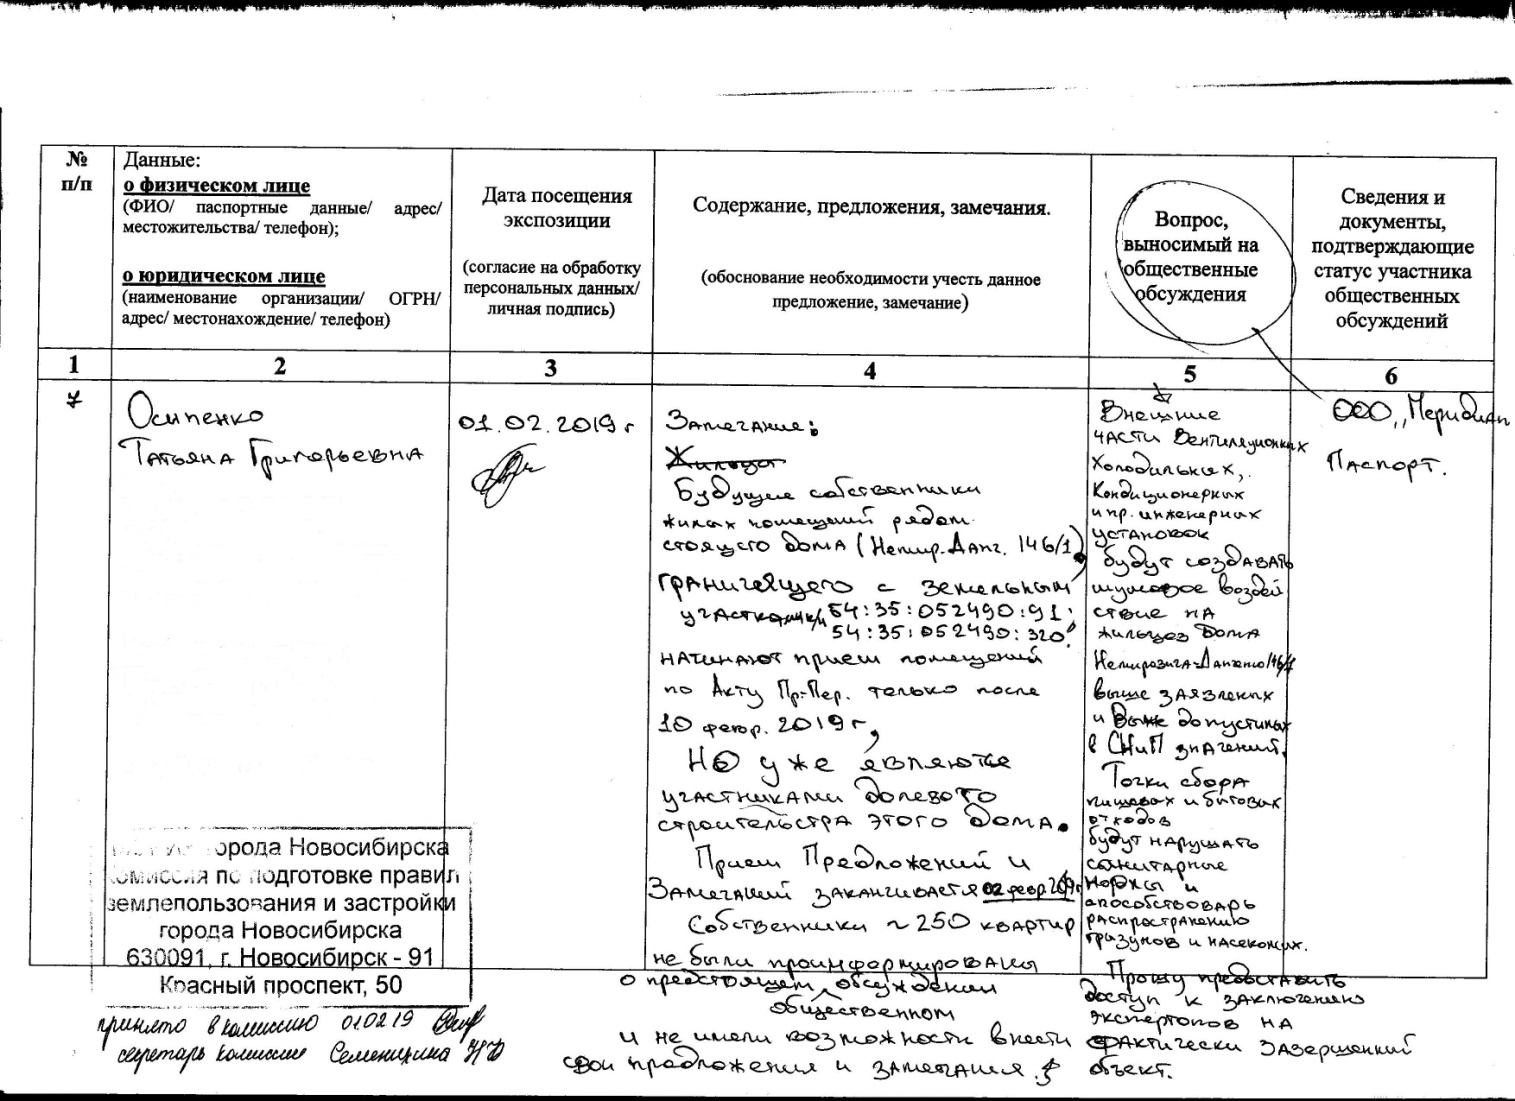 №
п/п
Данные:
о физическом лице
(ФИО/ паспортные данные/ адрес/
местожительства/ телефон);
о юридическом лице
(наименование организации/ ОГРН/
адрес/ местонахождение/ телефон)
Дата посещения
экспозиции
(согласие на обработку
персональных данных/
личная подпись)
Содержание, предложения, замечания.
(обоснование необходимости учесть данное
предложение, замечание)
Вопрос,
выносимый на
общественные
обсуждения
Сведения и
документы,
подтверждающие
статус участника
общественных
обсуждений
1
2
3
4
5
6
7
Осипенко
Татьяна Григорьевна
01.02.2019 г
Замечание:
Жильцы
Будущие собственники
жилых помещений рядом
стоящего дома (Немир.Данч. 146/1),
граничащего с земельным
участками 54:35:052490:91;
54:35:052490:320.
начинают прием помещений
по Акту Пр-Пер. только после
10 февр. 2019 г,
Но уже являются
участниками долевого
строительства этого дома.
Прием Предложений и
Замечаний заканчивается 02 февр 2019г
Собственники ~ 250 квартир
не были проинформированы
о предстоящем обсуждении
общественном
и не имели возможности внести
свои предложения и замечания.
Внешние
части Вентиляционных
Холодильных,
Кондиционерных
и пр. инженерных
установок
будут создавать
шумовое воздей
ствие на
жильцов дома
Немировича-Данченко 146/1
выше заявленных
и выше допустимых
в СНиП значений.
Точки сбора
пищевых и бытовых
отходов
будут нарушать
санитарные
нормы и
способствовать
распространению
грызунов и насекомых.
Прошу предоставить
доступ к заключению
экспертов на
фактически завершенный
объект.
ООО „Меридиан
Паспорт.
орода Новосибирска
комиссия по подготовке правил
землепользования и застройки
города Новосибирска
630091, г. Новосибирск - 91
Красный проспект, 50
принято в комиссию 01.02.19
секретарь комиссии